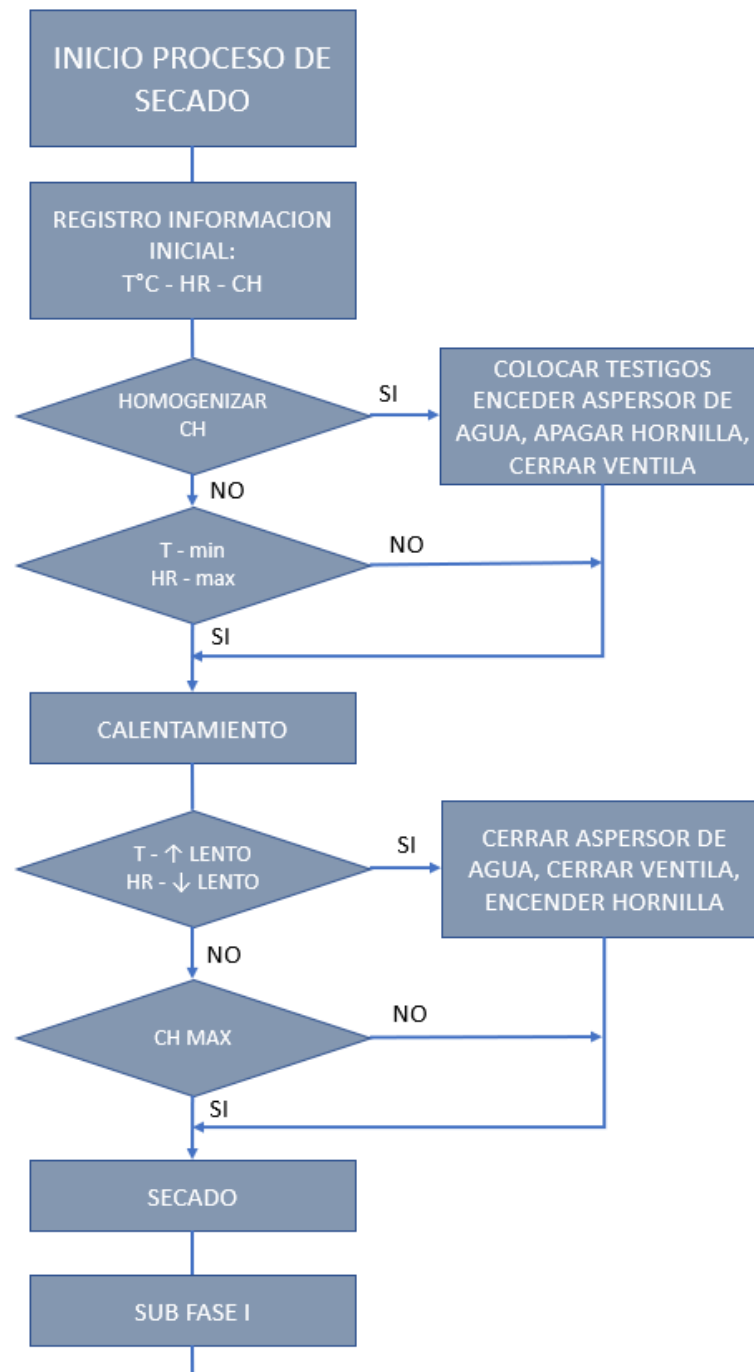 INICIO PROCESO DE
SECADO
REGISTRO INFORMACION
INICIAL:
T°C - HR - CH
HOMOGENIZAR
CH
SI
COLOCAR TESTIGOS
ENCEDER ASPERSOR DE
AGUA, APAGAR HORNILLA,
CERRAR VENTILA
NO
T - min
HR - max
NO
SI
CALENTAMIENTO
T - ↑ LENTO
HR - ↓ LENTO
SI
CERRAR ASPERSOR DE
AGUA, CERRAR VENTILA,
ENCENDER HORNILLA
NO
CH MAX
NO
SI
SECADO
SUB FASE I